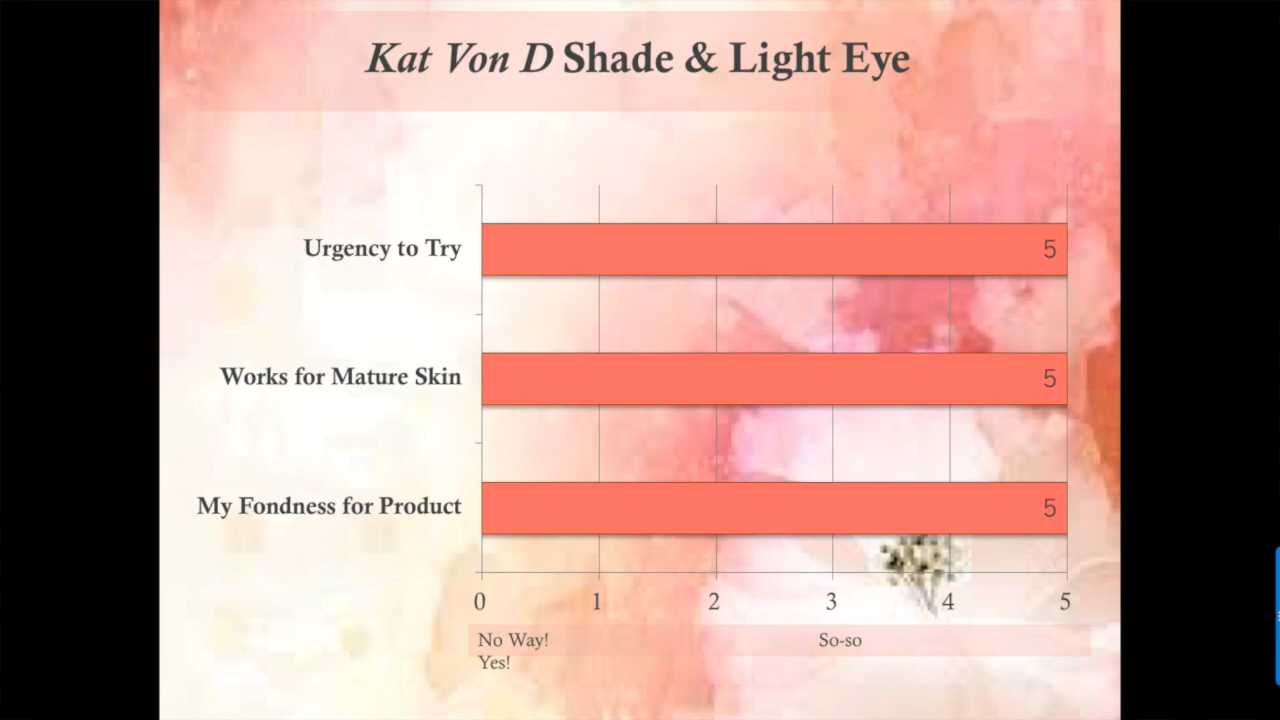 Kat Von D Shade & Light Eye
Urgency to Try 5
Works for Mature Skin 5
My Fondness for Product 5
0 1 2 3 4 5
No Way! So-so
Yes!